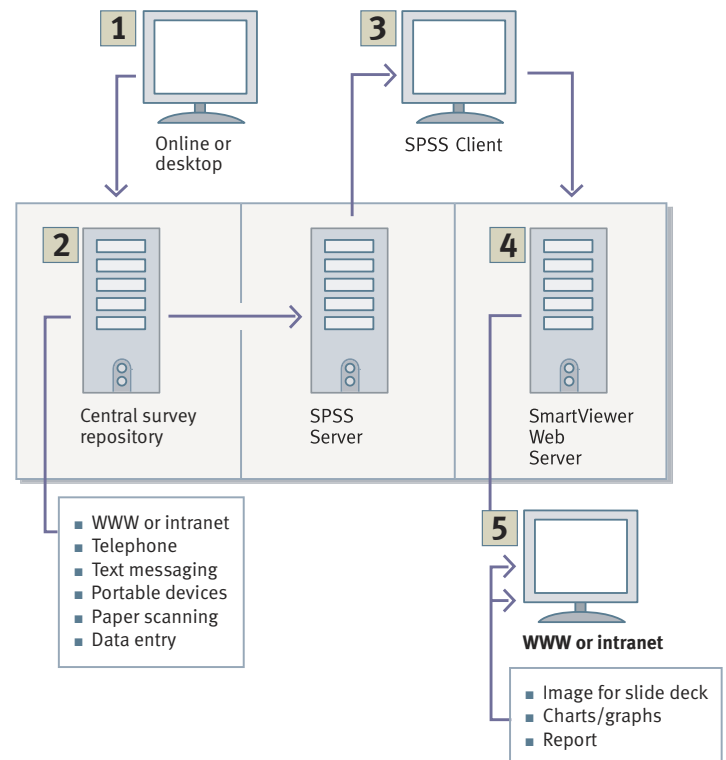 1
Online or
desktop
3
SPSS Client
2
Central survey
repository
SPSS
Server
4
SmartViewer
Web
Server
■ WWW or intranet
■ Telephone
■ Text messaging
■ Portable devices
■ Paper scanning
■ Data entry
5
WWW or intranet
■ Image for slide deck
■ Charts/graphs
■ Report